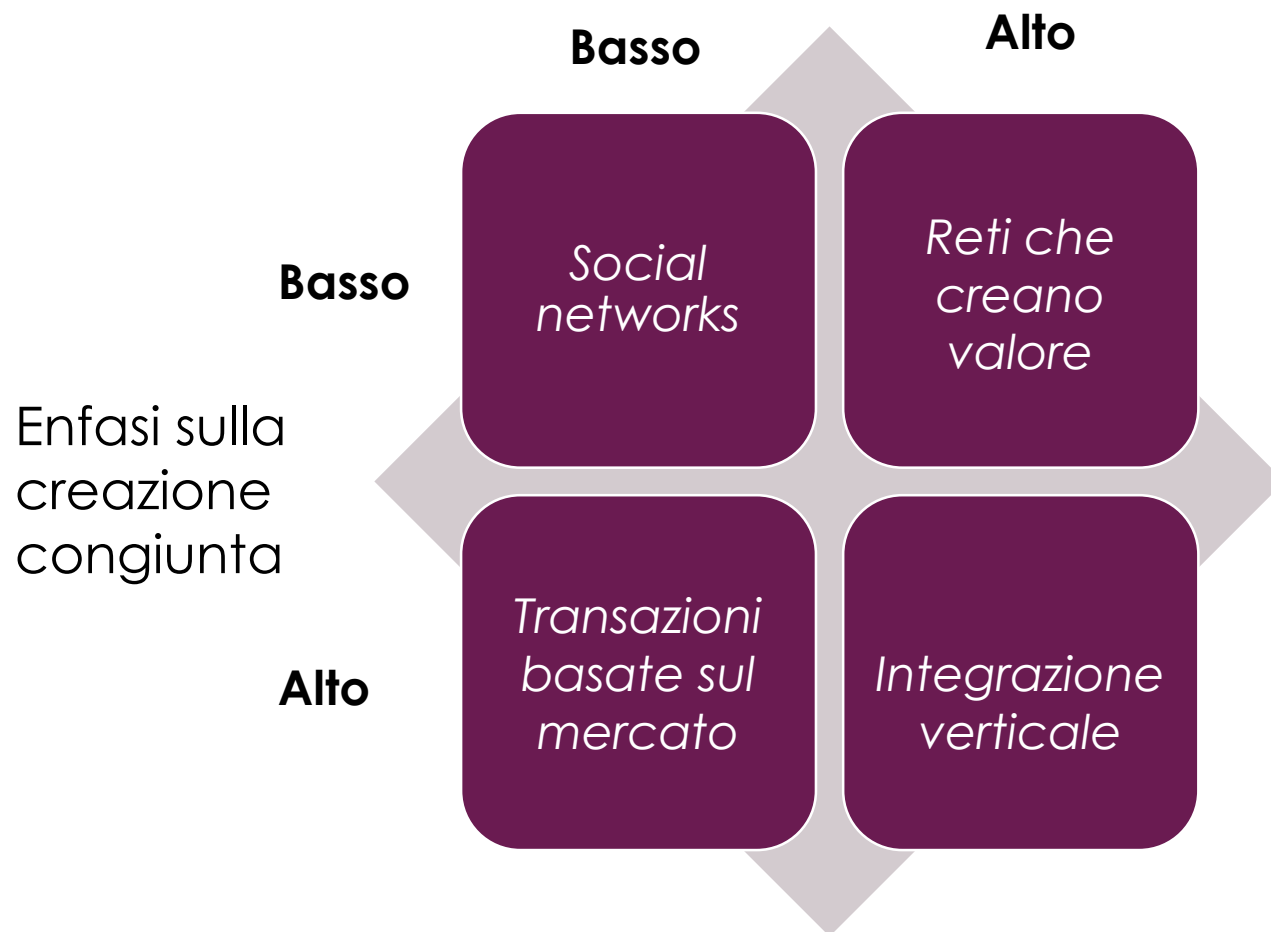 Basso
Alto
Basso
Social
networks
Reti che
creano
valore
Enfasi sulla
creazione
congiunta
Alto
Transazioni
basate sul
mercato
Integrazione
verticale